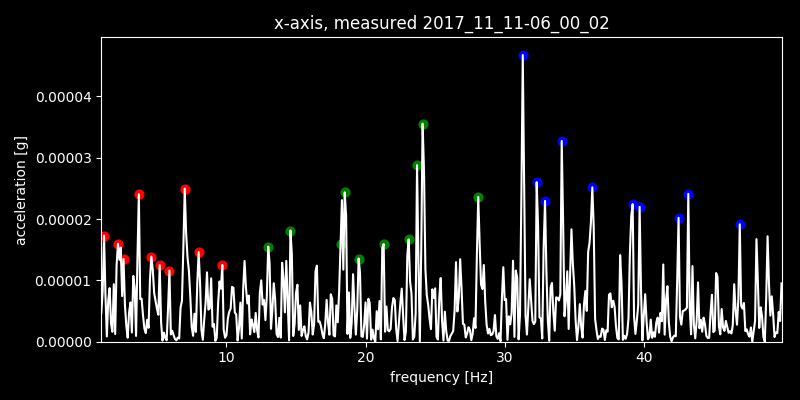 x-axis, measured 2017_11_11-06_00_02
acceleration [g]
0.00004
0.00003
0.00002
0.00001
0.00000
10 20 30 40
frequency [Hz]